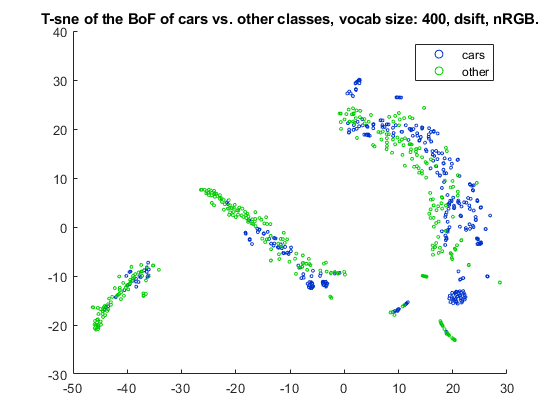 T-sne of the BoF of cars vs. other classes, vocab size: 400, dsift, nRGB.
cars
other
40
30
20
10
0
-10
-20
-30
-50 -40 -30 -20 -10 0 10 20 30